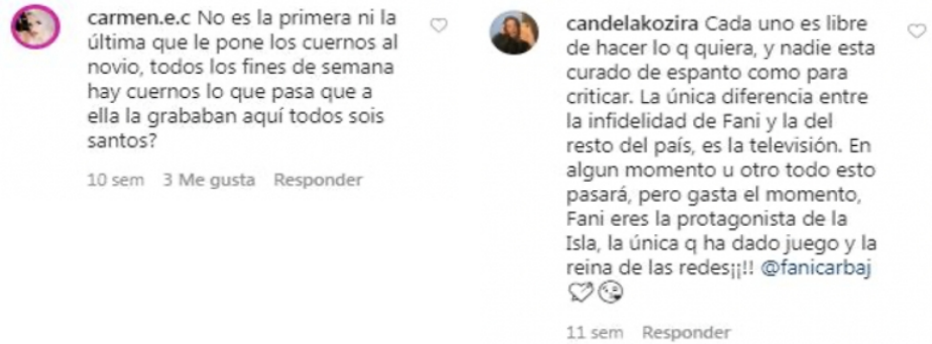 carmen.e.c No es la primera ni la
última que le pone los cuernos al
novio, todos los fines de semana
hay cuernos lo que pasa que a
ella la grababan aquí todos sois
santos?
10 sem 3 Me gusta Responder
candelakozira Cada uno es libre
de hacer lo q quiera, y nadie esta
curado de espanto como para
criticar. La única diferencia entre
la infidelidad de Fani y la del
resto del país, es la televisión. En
algun momento u otro todo esto
pasará, pero gasta el momento,
Fani eres la protagonista de la
Isla, la única q ha dado juego y la
reina de las redes¡¡!! @fanicarbaj
💘😘
11 sem Responder